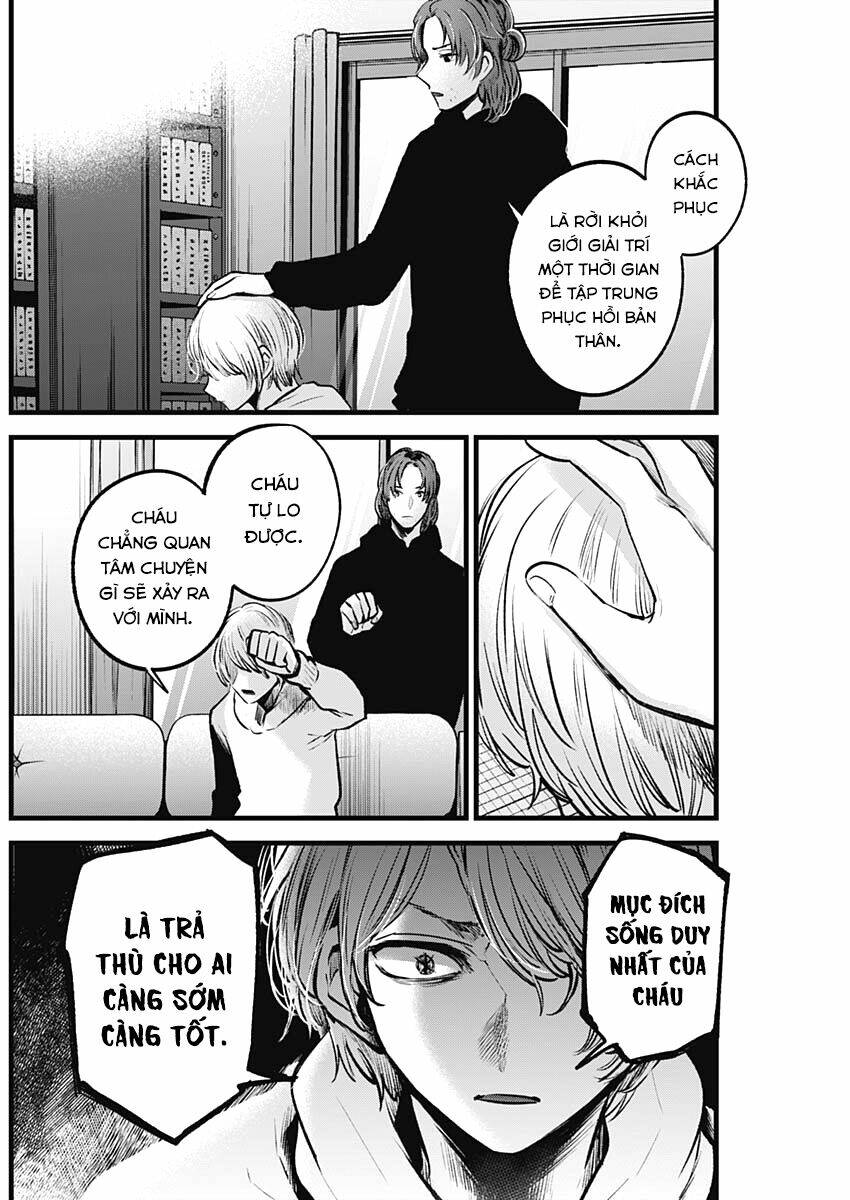 CÁCH
KHẮC
PHỤC
LÀ RỜI KHỎI
GIỚI GIẢI TRÍ
MỘT THỜI GIAN
ĐỂ TẬP TRUNG
PHỤC HỒI BẢN
THÂN.
CHÁU
TỰ LO
ĐƯỢC.
CHÁU
CHẲNG QUAN
TÂM CHUYỆN
GÌ SẼ XẢY RA
VỚI MÌNH.
MỤC ĐÍCH
SỐNG DUY
NHẤT CỦA
CHÁU
LÀ TRẢ
THÙ CHO AI
CÀNG SỚM
CÀNG TỐT.